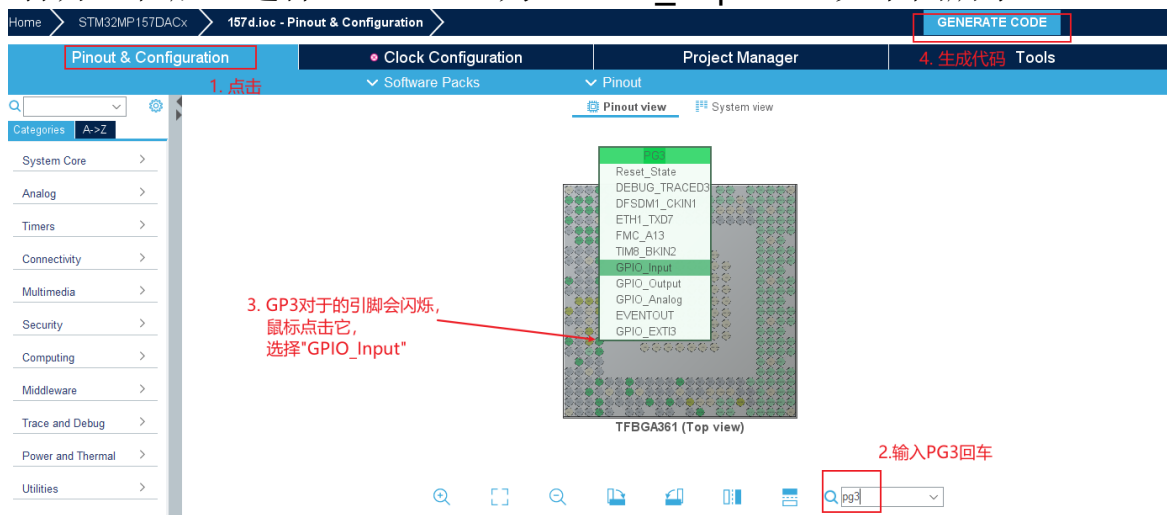 Home STM32MP157DACx 157d.ioc - Pinout & Configuration GENERATE CODE
Pinout & Configuration Clock Configuration Project Manager 4. 生成代码 Tools
1. 点击 Software Packs Pinout
Pinout view System view
Categories A->Z
System Core
Analog
Timers
Connectivity
Multimedia
Security
Computing
Middleware
Trace and Debug
Power and Thermal
Utilities
PG3
Reset_State
DEBUG_TRACED3
DFSDM1_CKIN1
ETH1_TXD7
FMC_A13
TIM8_BKIN2
GPIO_Input
GPIO_Output
GPIO_Analog
EVENTOUT
GPIO_EXTI3
3. GP3对于的引脚会闪烁，
鼠标点击它，
选择"GPIO_Input"
TFBGA361 (Top view)
2.输入PG3回车
pg3